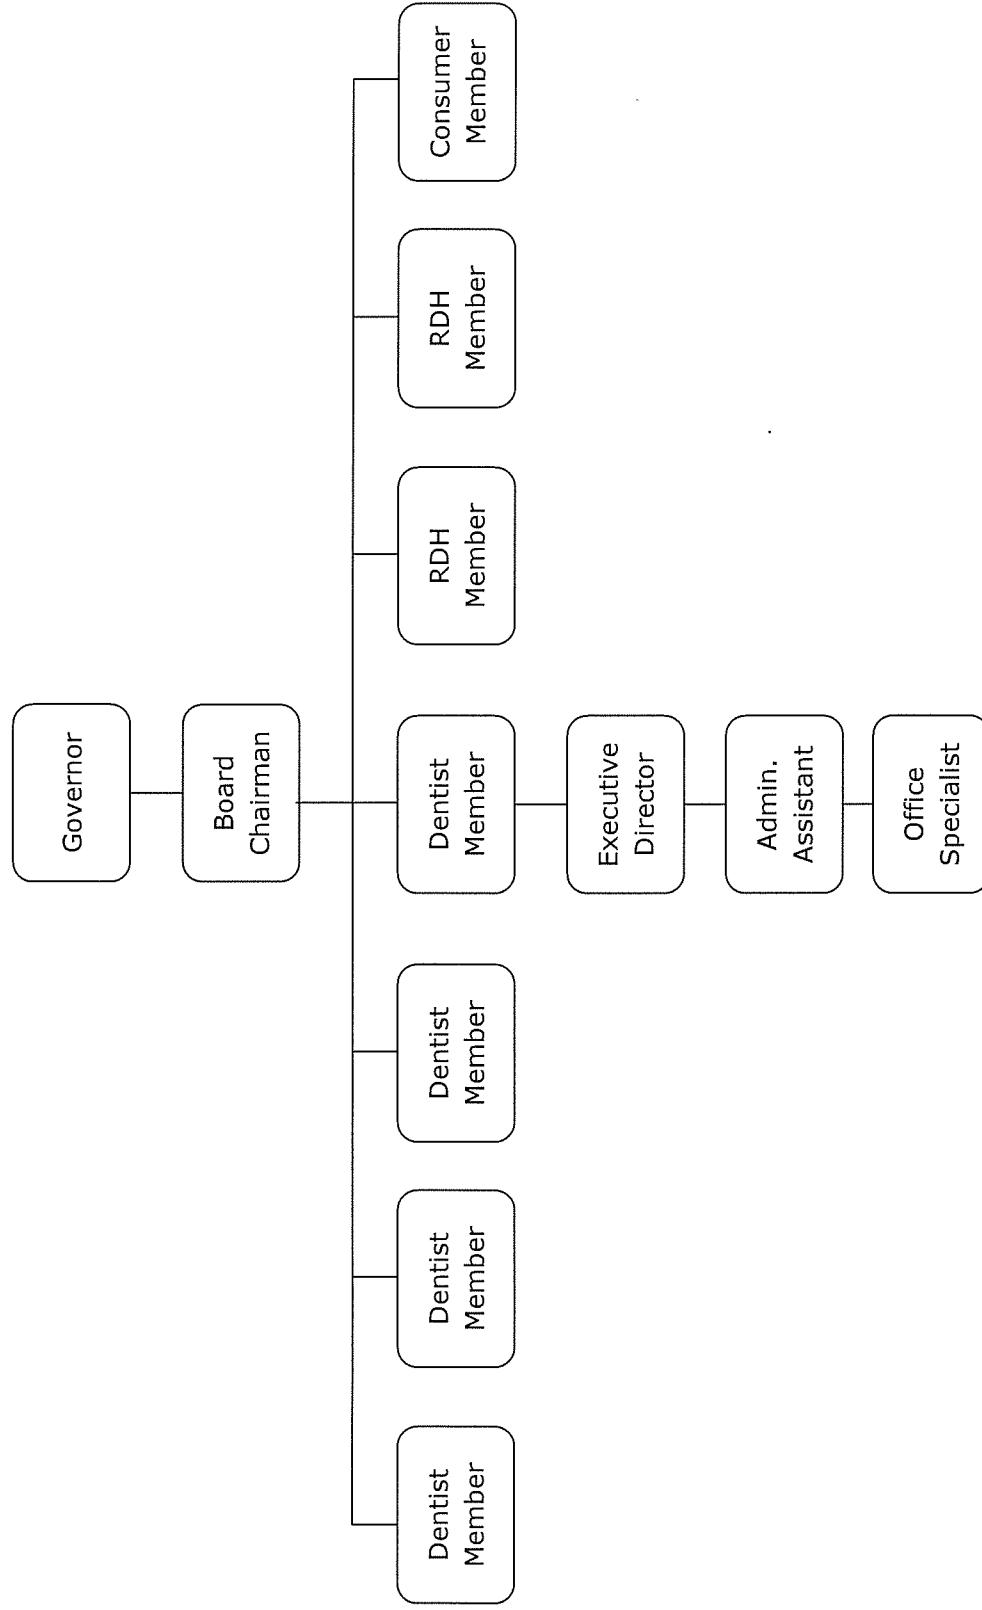 Governor
Board
Chairman
Dentist
Member
Dentist
Member
Dentist
Member
Dentist
Member
RDH
Member
RDH
Member
Consumer
Member
Executive
Director
Admin.
Assistant
Office
Specialist